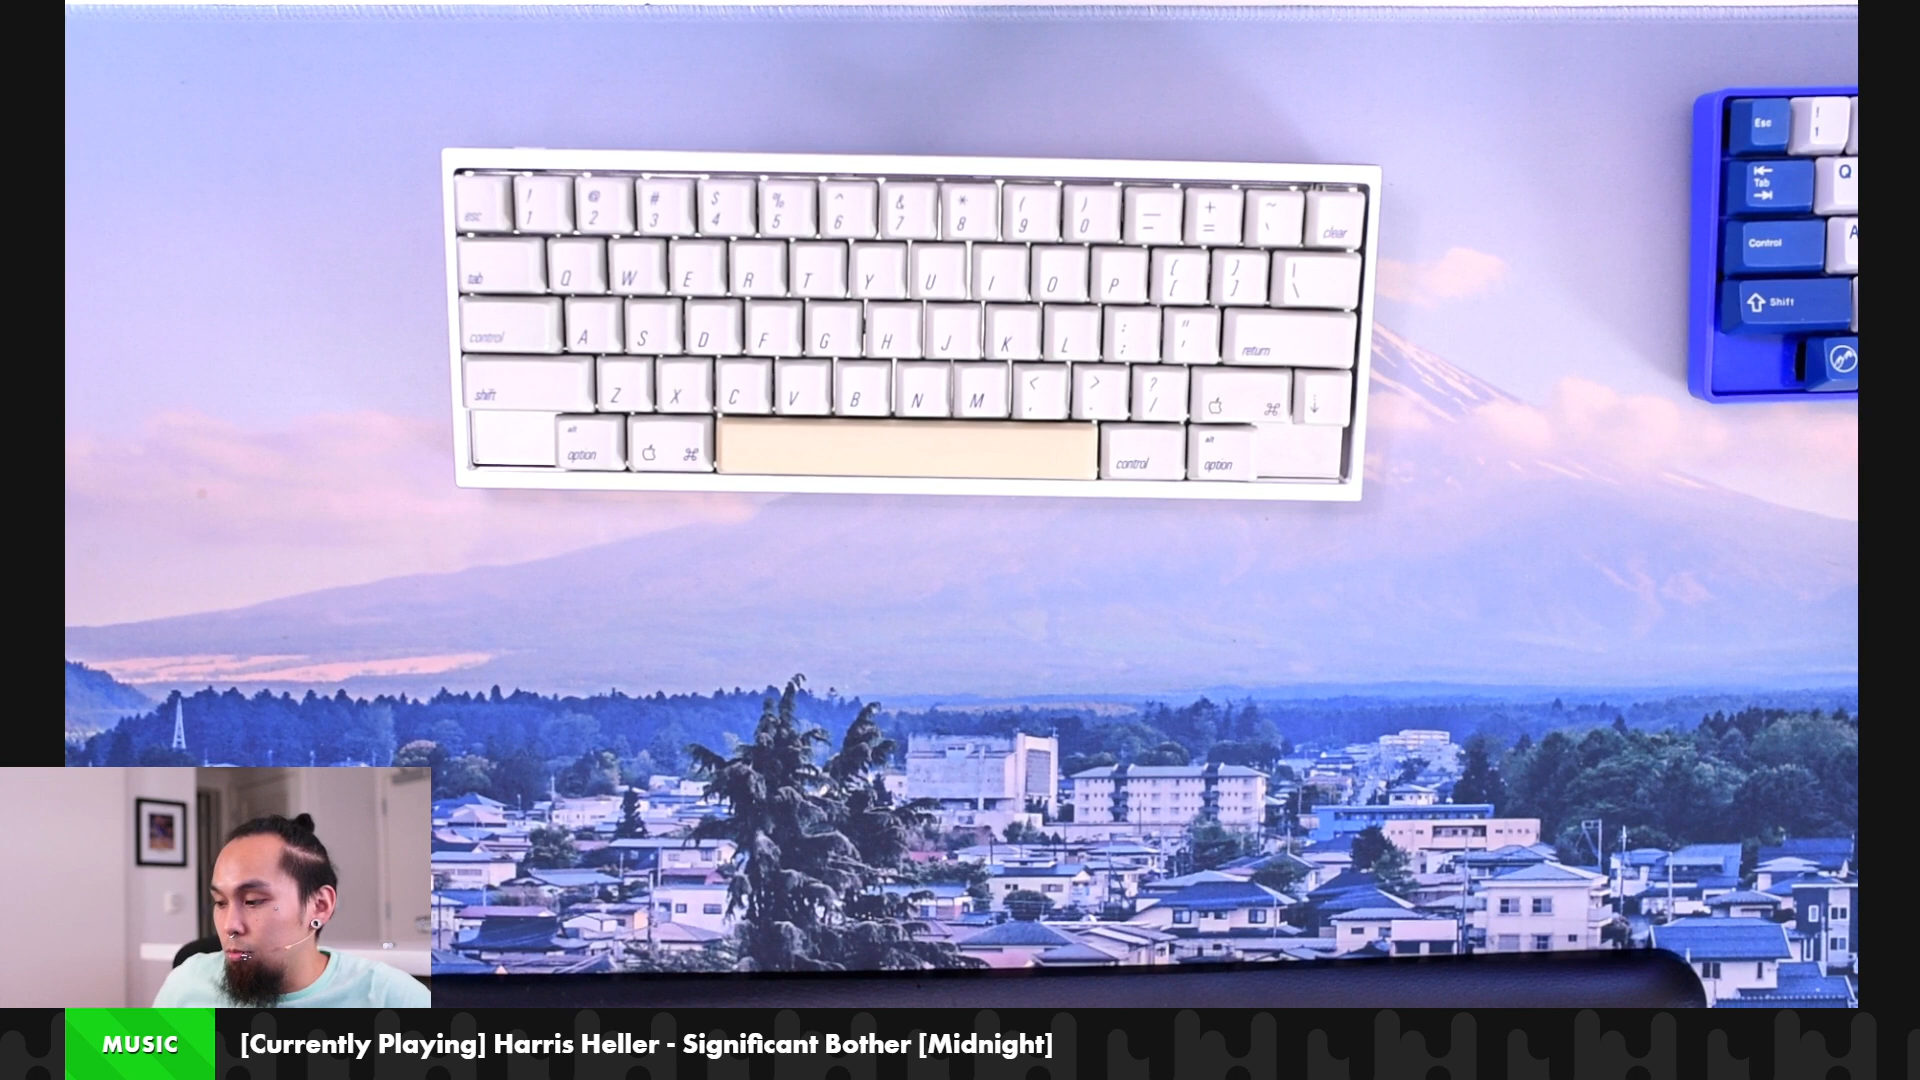 esc ! 1 @ 2 # 3 $ 4 % 5 ^ 6 & 7 * 8 ( 9 ) 0 — - + = ~ ` clear
tab Q W E R T Y U I O P { [ } ] | \
control A S D F G H J K L : ; " ' return
shift Z X C V B N M < , > . ? / ⌘ ↓
alt option ⌘ control alt option
Esc ! 1
Tab Q
Control A
Shift
MUSIC
[Currently Playing] Harris Heller - Significant Bother [Midnight]